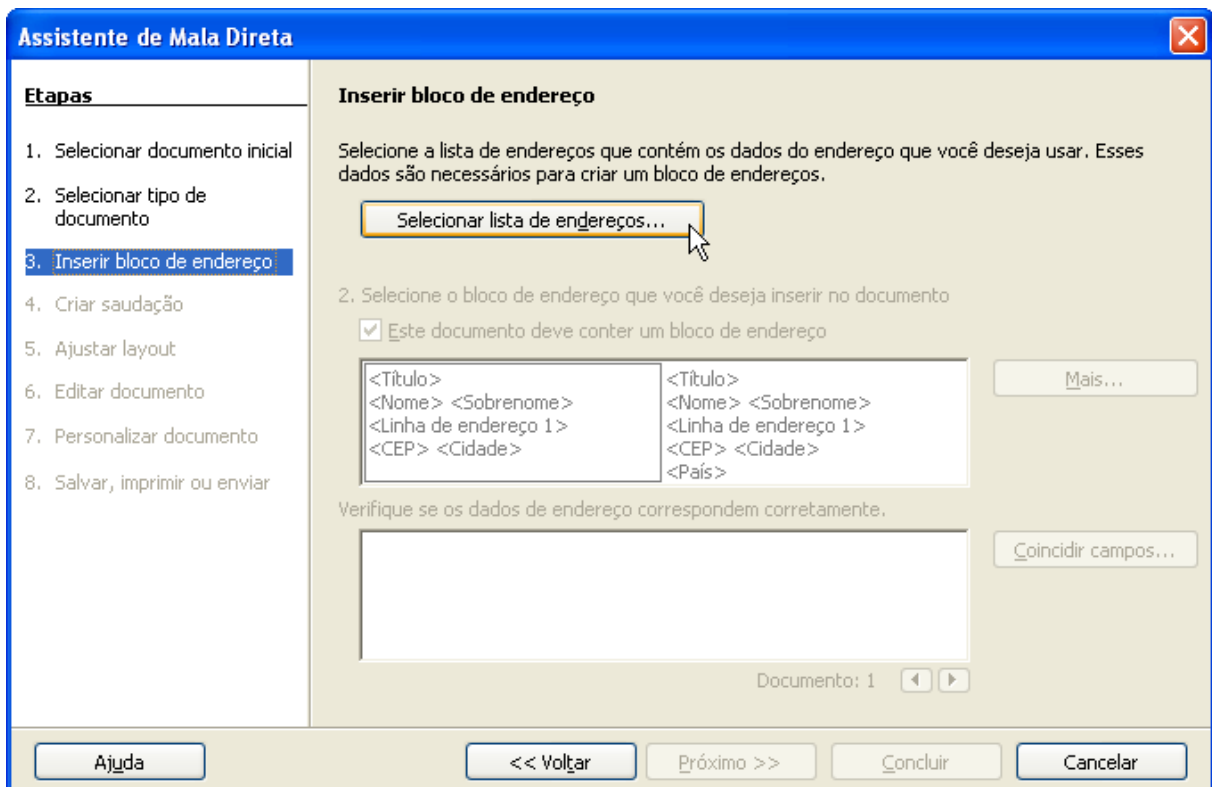 Assistente de Mala Direta
Etapas
1. Selecionar documento inicial
2. Selecionar tipo de
documento
3. Inserir bloco de endereço
4. Criar saudação
5. Ajustar layout
6. Editar documento
7. Personalizar documento
8. Salvar, imprimir ou enviar
Inserir bloco de endereço
Selecione a lista de endereços que contém os dados do endereço que você deseja usar. Esses
dados são necessários para criar um bloco de endereços.
Selecionar lista de endereços...
2. Selecione o bloco de endereço que você deseja inserir no documento
Este documento deve conter um bloco de endereço
<Título>
<Nome> <Sobrenome>
<Linha de endereço 1>
<CEP> <Cidade>
<Título>
<Nome> <Sobrenome>
<Linha de endereço 1>
<CEP> <Cidade>
<País>
Mais...
Verifique se os dados de endereço correspondem corretamente.
Coincidir campos...
Documento: 1
Ajuda
<< Voltar
Próximo >>
Concluir
Cancelar